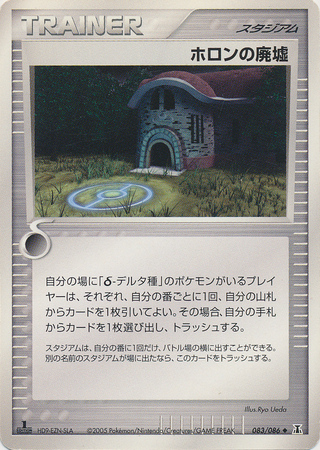 TRAINER
スタジアム
ホロンの廃墟
自分の場に「δ-デルタ種」のポケモンがいるプレイ
ヤーは、それぞれ、自分の番ごとに1回、自分の山札
からカードを1枚引いてよい。その場合、自分の手札
からカードを1枚選び出し、トラッシュする。
スタジアムは、自分の番に1回だけ、バトル場の横に出すことができる。
別の名前のスタジアムが場に出たなら、このカードをトラッシュする。
Illus.Ryo Ueda
1
HD9-EZN-SLA
©2005 Pokémon/Nintendo/Creatures/GAME FREAK.
083/086 ◆